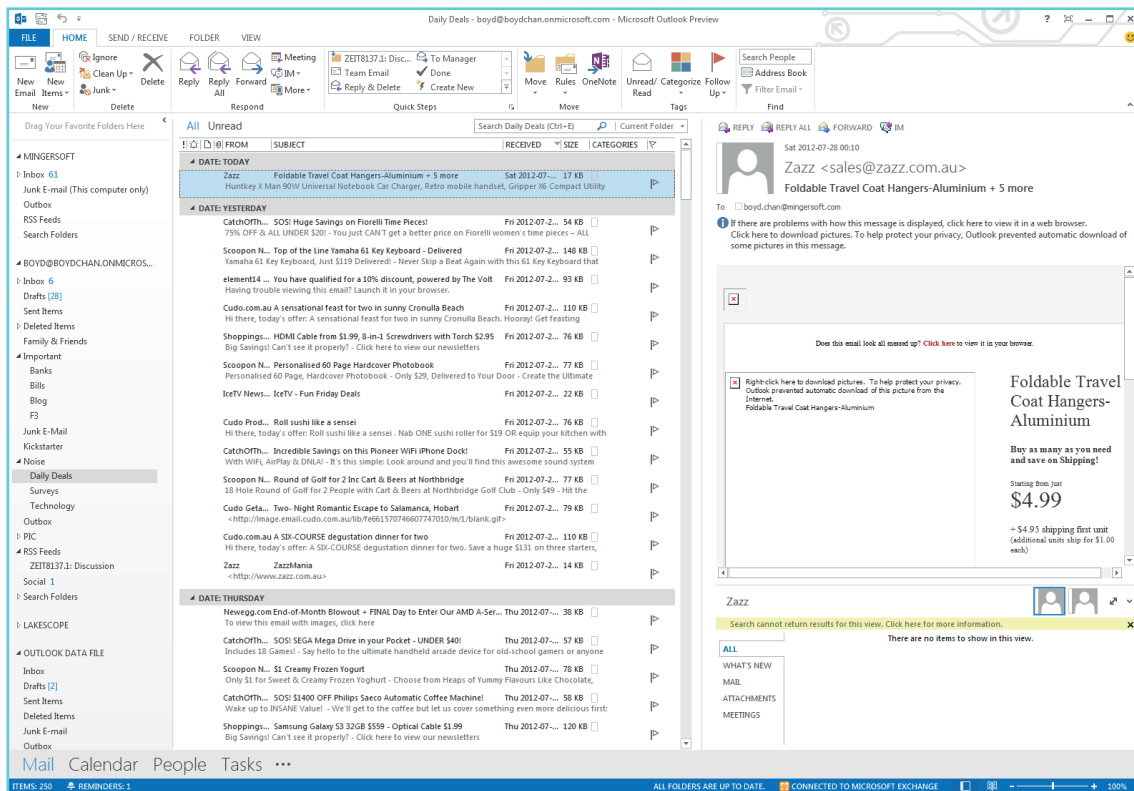 Daily Deals - boyd@boydchan.onmicrosoft.com - Microsoft Outlook Preview
FILE HOME SEND / RECEIVE FOLDER VIEW
New Email
New Items
Ignore
Clean Up
Junk
Delete
Reply
Reply All
Forward
Meeting
IM
More
ZEIT8137.1: Disc...
Team Email
Reply & Delete
To Manager
Done
Create New
Move
Rules
OneNote
Unread/ Read
Categorize
Follow Up
Search People
Address Book
Filter Email
New Delete Respond Quick Steps Move Tags Find
Drag Your Favorite Folders Here
MINGERSOFT
Inbox 61
Junk E-mail (This computer only)
Outbox
RSS Feeds
Search Folders
BOYD@BOYDCHAN.ONMICROS...
Inbox 6
Drafts [28]
Sent Items
Deleted Items
Family & Friends
Important
Banks
Bills
Blog
F3
Junk E-Mail
Kickstarter
Noise
Daily Deals
Surveys
Technology
Outbox
PIC
RSS Feeds
ZEIT8137.1: Discussion
Social 1
Search Folders
LAKESCOPE
OUTLOOK DATA FILE
Inbox
Drafts [2]
Sent Items
Deleted Items
Junk E-mail
Outbox
All Unread
Search Daily Deals (Ctrl+E) Current Folder
! FROM SUBJECT RECEIVED SIZE CATEGORIES
DATE: TODAY
Zazz Foldable Travel Coat Hangers-Aluminium + 5 more Sat 2012-07-2... 17 KB
Huntkey X Man 90W Universal Notebook Car Charger, Retro mobile handset, Gripper X6 Compact Utility
DATE: YESTERDAY
CatchOfTh... SOS! Huge Savings on Fiorelli Time Pieces! Fri 2012-07-2... 54 KB
75% OFF & ALL UNDER $20! - You just CAN'T get a better price on Fiorelli women's time pieces – ALL
Scoopon N... Top of the Line Yamaha 61 Key Keyboard - Delivered Fri 2012-07-2... 148 KB
Yamaha 61 Key Keyboard, Just $119 Delivered! - Never Skip a Beat Again with this 61 Key Keyboard that
element14 ... You have qualified for a 10% discount, powered by The Volt Fri 2012-07-2... 93 KB
Having trouble viewing this email? Launch it in your browser.
Cudo.com.au A sensational feast for two in sunny Cronulla Beach Fri 2012-07-2... 110 KB
Hi there, today's offer: A sensational feast for two in sunny Cronulla Beach. Hooray! Get feasting
Shoppings... HDMI Cable from $1.99, 8-in-1 Screwdrivers with Torch $2.95 Fri 2012-07-2... 76 KB
Big Savings! Can't see it properly? - Click here to view our newsletters
Scoopon N... Personalised 60 Page Hardcover Photobook Fri 2012-07-2... 77 KB
Personalised 60 Page, Hardcover Photobook - Only $29, Delivered to Your Door - Create the Ultimate
IceTV News... IceTV - Fun Friday Deals Fri 2012-07-2... 22 KB
Cudo Prod... Roll sushi like a sensei Fri 2012-07-2... 76 KB
Hi there, today's offer: Roll sushi like a sensei . Nab ONE sushi roller for $19 OR equip your kitchen with
CatchOfTh... Incredible Savings on this Pioneer WiFi iPhone Dock! Fri 2012-07-2... 55 KB
With WiFi, AirPlay & DNLA! - It's this simple: Look around and you'll find this awesome sound system
Scoopon N... Round of Golf for 2 Inc Cart & Beers at Northbridge Fri 2012-07-2... 77 KB
18 Hole Round of Golf for 2 People with Cart & Beers at Northbridge Golf Club - Only $49 - Hit the
Cudo Geta... Two- Night Romantic Escape to Salamanca, Hobart Fri 2012-07-2... 79 KB
<http://image.email.cudo.com.au/lib/fe661570746607747010/m/1/blank.gif>
Cudo.com.au A SIX-COURSE degustation dinner for two Fri 2012-07-2... 110 KB
Hi there, today's offer: A SIX-COURSE degustation dinner for two. Save a huge $131 on three starters,
Zazz ZazzMania Fri 2012-07-2... 14 KB
<http://www.zazz.com.au>
DATE: THURSDAY
Newegg.com End-of-Month Blowout + FINAL Day to Enter Our AMD A-Ser... Thu 2012-07-... 38 KB
To view this email with images, click here
CatchOfTh... SOS! SEGA Mega Drive in your Pocket - UNDER $40! Thu 2012-07-... 57 KB
Includes 18 Games! - Say hello to the ultimate handheld arcade device for old-school gamers or anyone
Scoopon N... $1 Creamy Frozen Yogurt Thu 2012-07-... 78 KB
Only $1 for Sweet & Creamy Frozen Yoghurt - Choose from Heaps of Yummy Flavours Like Chocolate,
CatchOfTh... SOS! $1400 OFF Philips Saeco Automatic Coffee Machine! Thu 2012-07-... 58 KB
Wake up to INSANE Value! - We'll get to the coffee but let us cover something even more delicious first:
Shoppings... Samsung Galaxy S3 32GB $559 - Optical Cable $1.99 Thu 2012-07-... 120 KB
Big Savings! Can't see it properly? - Click here to view our newsletters
REPLY REPLY ALL FORWARD IM
Sat 2012-07-28 00:10
Zazz <sales@zazz.com.au>
Foldable Travel Coat Hangers-Aluminium + 5 more
To boyd.chan@mingersoft.com
If there are problems with how this message is displayed, click here to view it in a web browser.
Click here to download pictures. To help protect your privacy, Outlook prevented automatic download of
some pictures in this message.
Does this email look all messed up? Click here to view it in your browser.
Right-click here to download pictures. To help protect your privacy,
Outlook prevented automatic download of this picture from the
Internet.
Foldable Travel Coat Hangers-Aluminium
Foldable Travel
Coat Hangers-
Aluminium
Buy as many as you need
and save on Shipping!
Starting from just
$4.99
+ $4.95 shipping first unit
(additional units ship for $1.00
each)
Zazz
Search cannot return results for this view. Click here for more information.
There are no items to show in this view.
ALL
WHAT'S NEW
MAIL
ATTACHMENTS
MEETINGS
Mail Calendar People Tasks •••
ITEMS: 250 REMINDERS: 1 ALL FOLDERS ARE UP TO DATE. CONNECTED TO MICROSOFT EXCHANGE 100%